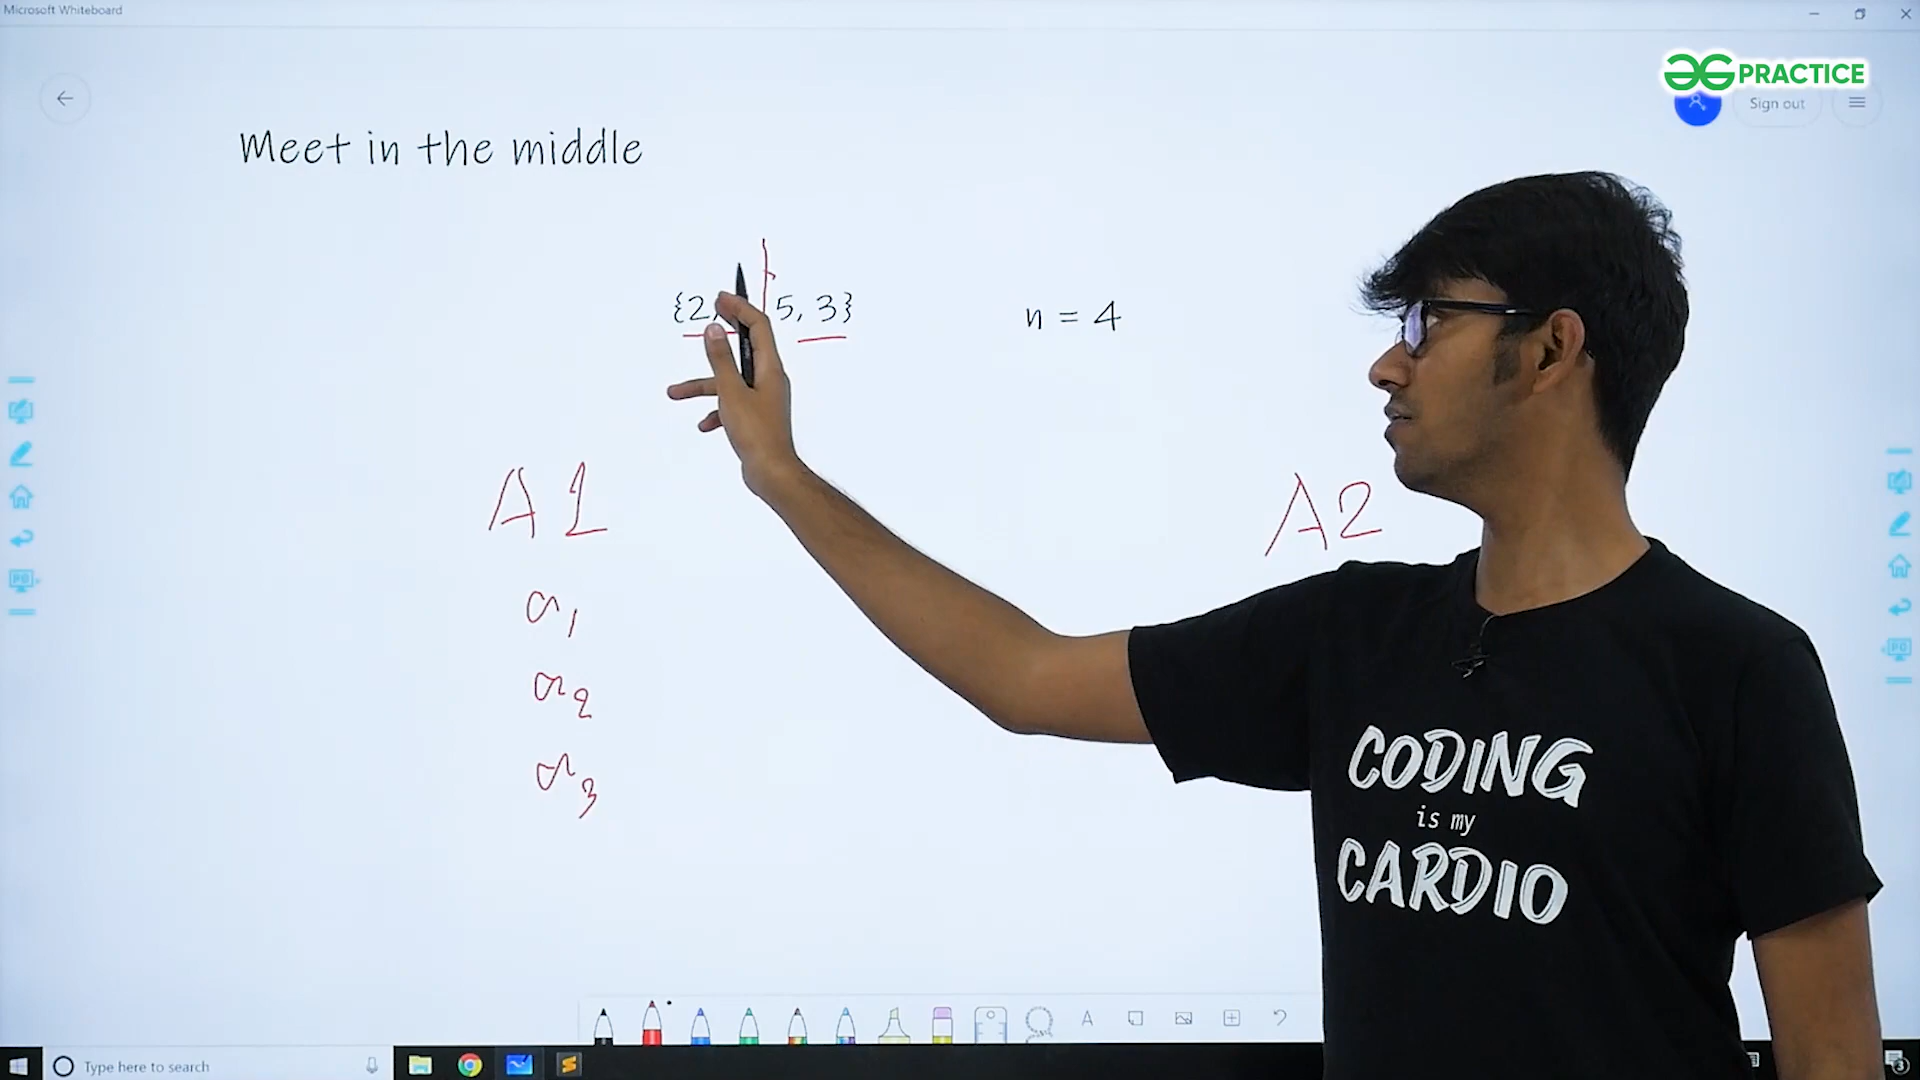 Microsoft Whiteboard
PRACTICE
Sign out
Meet in the middle
{2, 5, 3}
n = 4
A1
A2
a1
a2
a3
CODING
is my
CARDIO
A
Type here to search
3